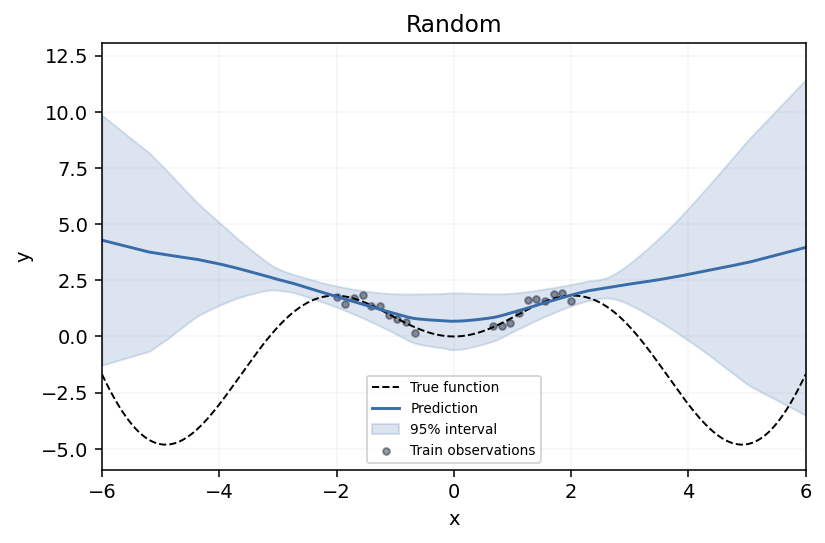 Random
12.5
10.0
7.5
5.0
2.5
0.0
−2.5
−5.0
y
True function
Prediction
95% interval
Train observations
−6
−4
−2
0
2
4
6
x